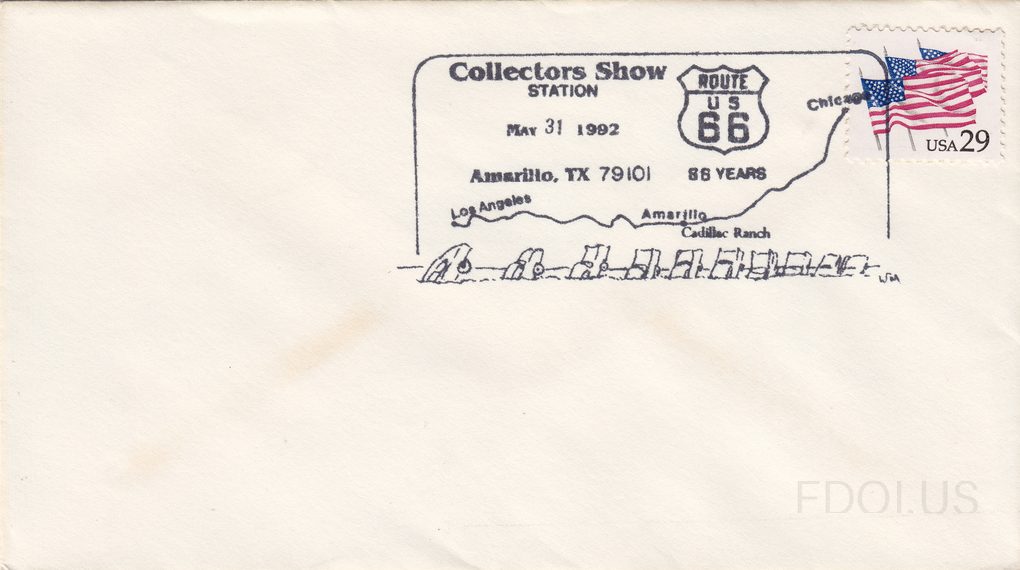 Collectors Show
STATION
May 31 1992
Amarillo, TX 79101
ROUTE
US
66
66 YEARS
Chicago
Los Angeles
Amarillo
Cadillac Ranch
WM
USA 29
FDOI.US